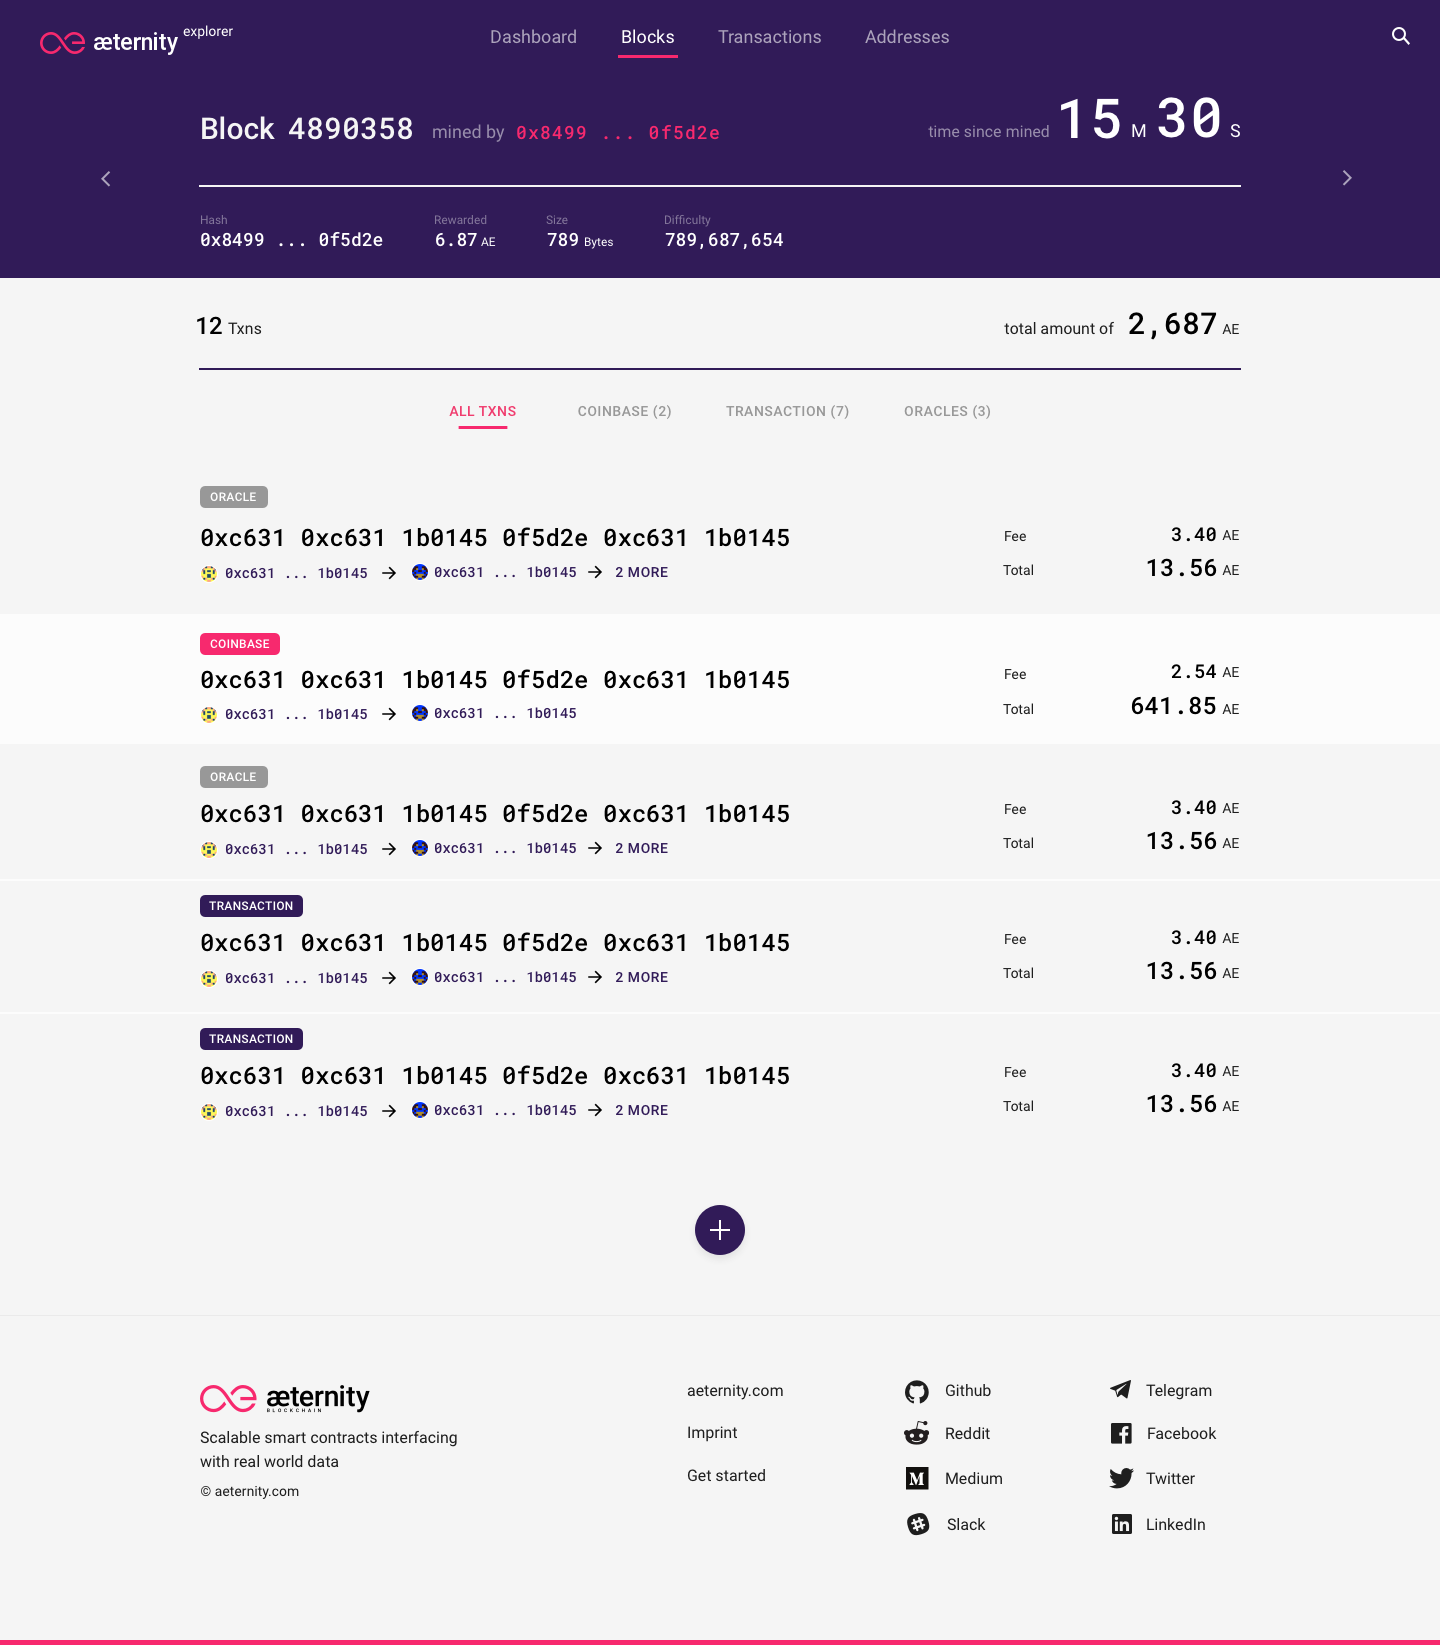 æternity explorer
Dashboard Blocks Transactions Addresses
Block 4890358 mined by 0x8499 ... 0f5d2e time since mined 15 M 30 S
Hash Rewarded Size Difficulty
0x8499 ... 0f5d2e 6.87 AE 789 Bytes 789,687,654
12 Txns total amount of 2,687 AE
ALL TXNS COINBASE (2) TRANSACTION (7) ORACLES (3)
ORACLE
0xc631 0xc631 1b0145 0f5d2e 0xc631 1b0145 Fee 3.40 AE
0xc631 ... 1b0145 → 0xc631 ... 1b0145 → 2 MORE Total 13.56 AE
COINBASE
0xc631 0xc631 1b0145 0f5d2e 0xc631 1b0145 Fee 2.54 AE
0xc631 ... 1b0145 → 0xc631 ... 1b0145 Total 641.85 AE
ORACLE
0xc631 0xc631 1b0145 0f5d2e 0xc631 1b0145 Fee 3.40 AE
0xc631 ... 1b0145 → 0xc631 ... 1b0145 → 2 MORE Total 13.56 AE
TRANSACTION
0xc631 0xc631 1b0145 0f5d2e 0xc631 1b0145 Fee 3.40 AE
0xc631 ... 1b0145 → 0xc631 ... 1b0145 → 2 MORE Total 13.56 AE
TRANSACTION
0xc631 0xc631 1b0145 0f5d2e 0xc631 1b0145 Fee 3.40 AE
0xc631 ... 1b0145 → 0xc631 ... 1b0145 → 2 MORE Total 13.56 AE
æternity
BLOCKCHAIN
Scalable smart contracts interfacing
with real world data
© aeternity.com
aeternity.com
Imprint
Get started
Github
Reddit
Medium
Slack
Telegram
Facebook
Twitter
LinkedIn